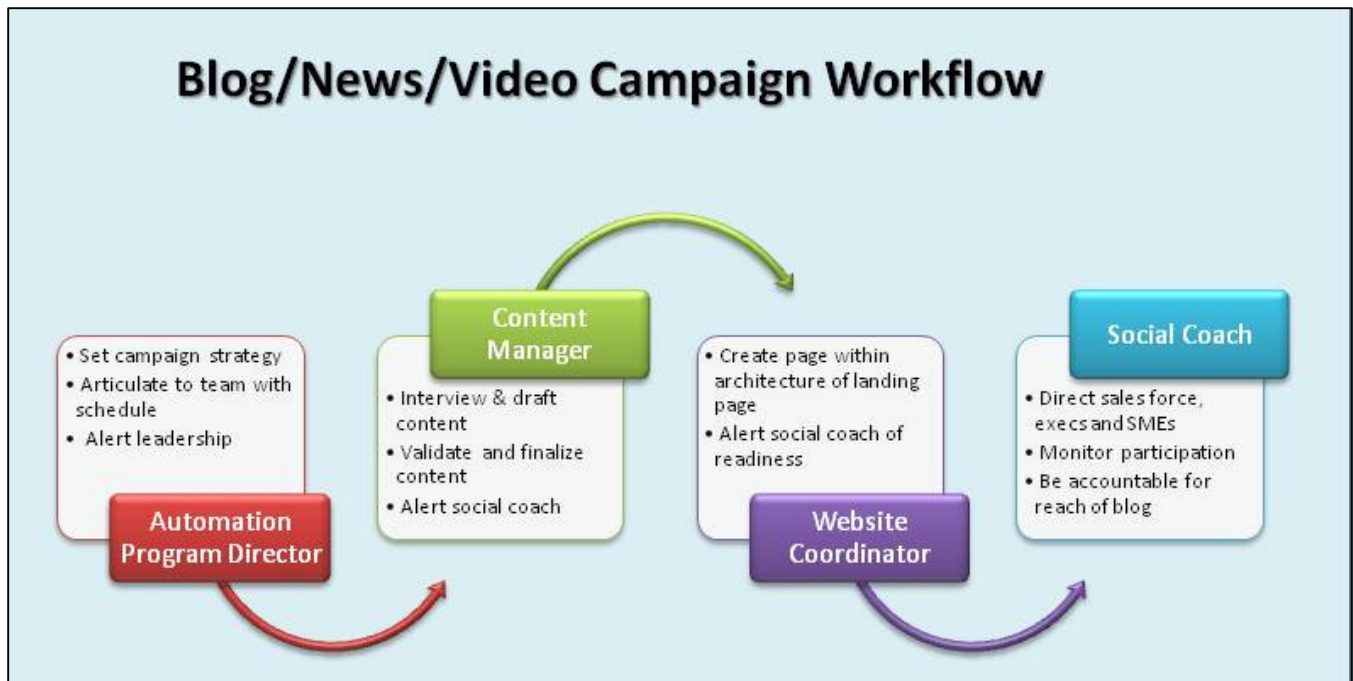 Blog/News/Video Campaign Workflow
• Set campaign strategy
• Articulate to team with
schedule
• Alert leadership
Automation
Program Director
Content
Manager
• Interview & draft
content
• Validate and finalize
content
• Alert social coach
• Create page within
architecture of landing
page
• Alert social coach of
readiness
Website
Coordinator
Social Coach
• Direct sales force,
execs and SMEs
• Monitor participation
• Be accountable for
reach of blog